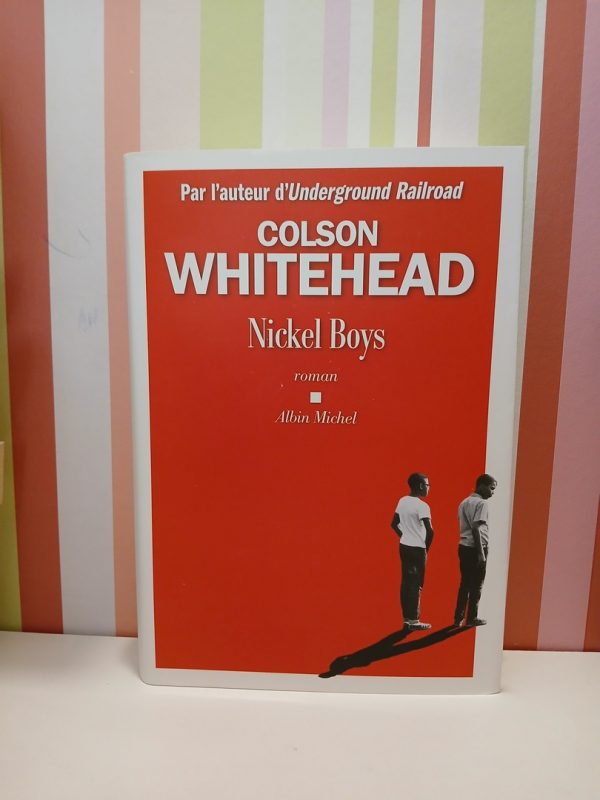 Par l'auteur d'Underground Railroad
COLSON
WHITEHEAD
Nickel Boys
roman
Albin Michel